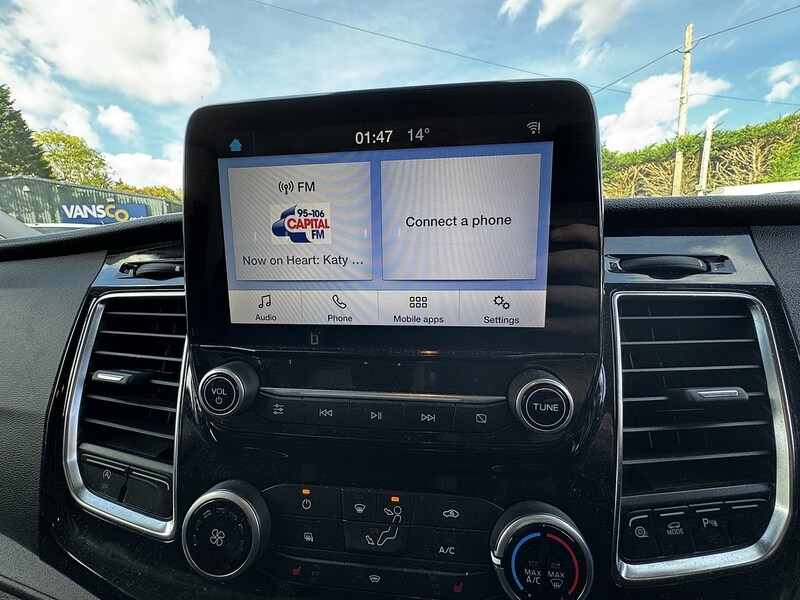 01:47 14°
VANSCO
FM
95-106
CAPITAL
FM
Now on Heart: Katy ...
Connect a phone
Audio
Phone
Mobile apps
Settings
VOL
TUNE
A
OFF
MODE
P
A/C
MAX
A/C
MAX